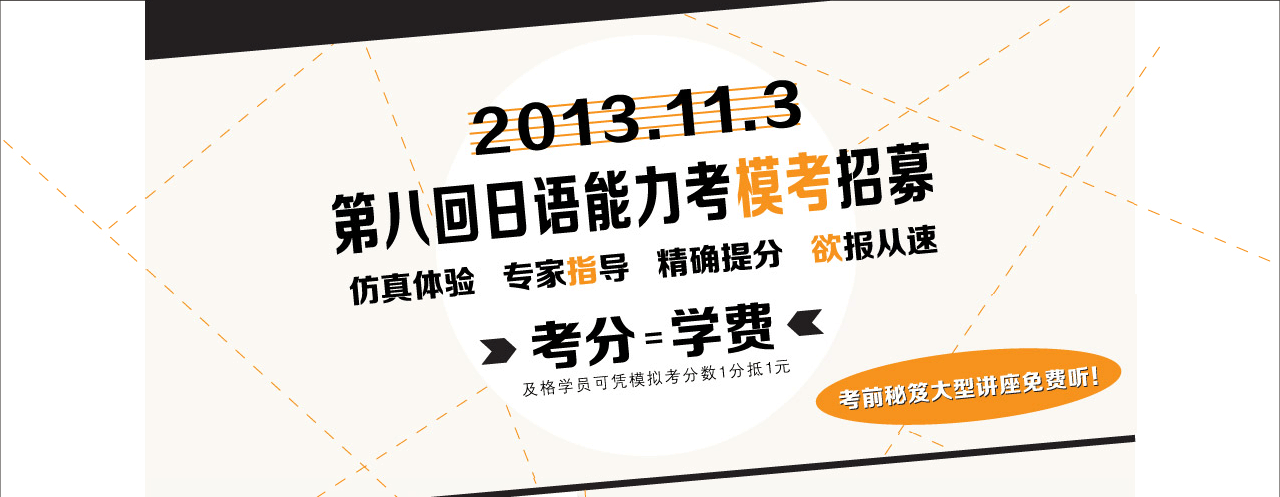 2013.11.3
第八回日语能力考模考招募
仿真体验 专家指导 精确提分 欲报从速
考分=学费
及格学员可凭模拟考分数1分抵1元
考前秘笈大型讲座免费听!